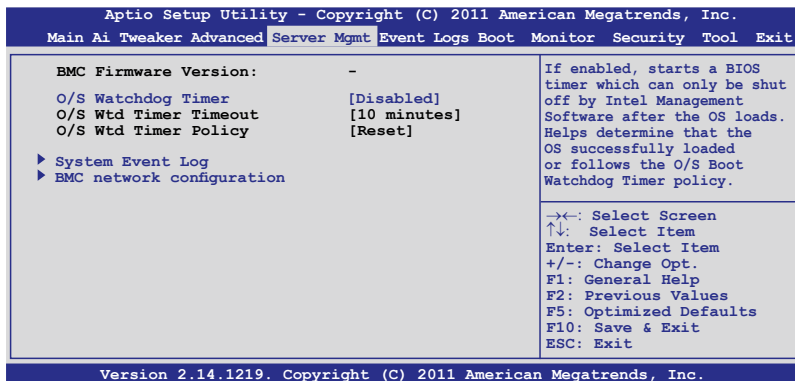 Aptio Setup Utility - Copyright (C) 2011 American Megatrends, Inc.
Main Ai Tweaker Advanced Server Mgmt Event Logs Boot Monitor Security Tool Exit
BMC Firmware Version: -
O/S Watchdog Timer [Disabled]
O/S Wtd Timer Timeout [10 minutes]
O/S Wtd Timer Policy [Reset]
System Event Log
BMC network configuration
If enabled, starts a BIOS
timer which can only be shut
off by Intel Management
Software after the OS loads.
Helps determine that the
OS successfully loaded
or follows the O/S Boot
Watchdog Timer policy.
→←: Select Screen
↑↓: Select Item
Enter: Select Item
+/-: Change Opt.
F1: General Help
F2: Previous Values
F5: Optimized Defaults
F10: Save & Exit
ESC: Exit
Version 2.14.1219. Copyright (C) 2011 American Megatrends, Inc.